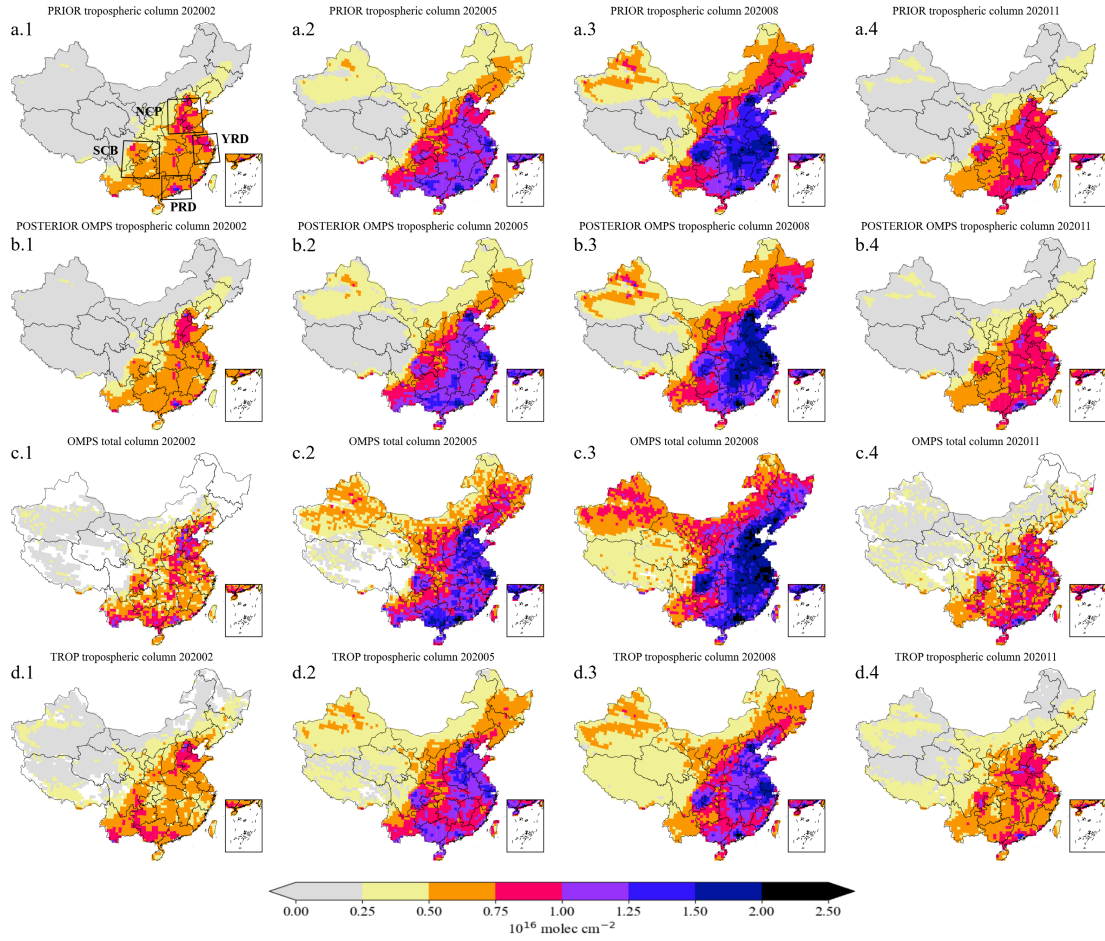 PRIOR tropospheric column 202002
PRIOR tropospheric column 202005
PRIOR tropospheric column 202008
PRIOR tropospheric column 202011
a.1
a.2
a.3
a.4
NCP
YRD
SCB
PRD
POSTERIOR OMPS tropospheric column 202002
POSTERIOR OMPS tropospheric column 202005
POSTERIOR OMPS tropospheric column 202008
POSTERIOR OMPS tropospheric column 202011
b.1
b.2
b.3
b.4
OMPS total column 202002
OMPS total column 202005
OMPS total column 202008
OMPS total column 202011
c.1
c.2
c.3
c.4
TROP tropospheric column 202002
TROP tropospheric column 202005
TROP tropospheric column 202008
TROP tropospheric column 202011
d.1
d.2
d.3
d.4
0.00 0.25 0.50 0.75 1.00 1.25 1.50 2.00 2.50
10¹⁶ molec cm⁻²